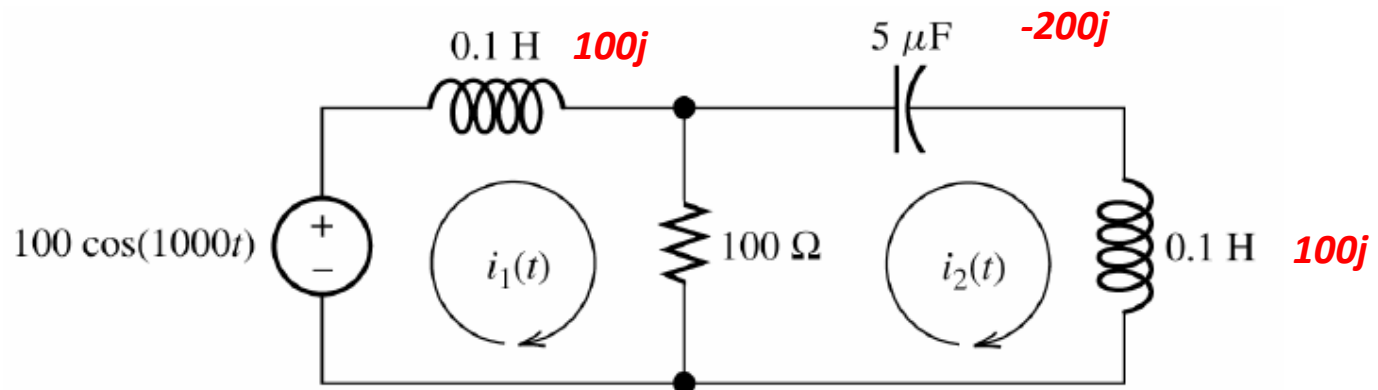 0.1 H 100j
5 μF -200j
100 cos(1000t)
+
−
i₁(t)
100 Ω
i₂(t)
0.1 H 100j